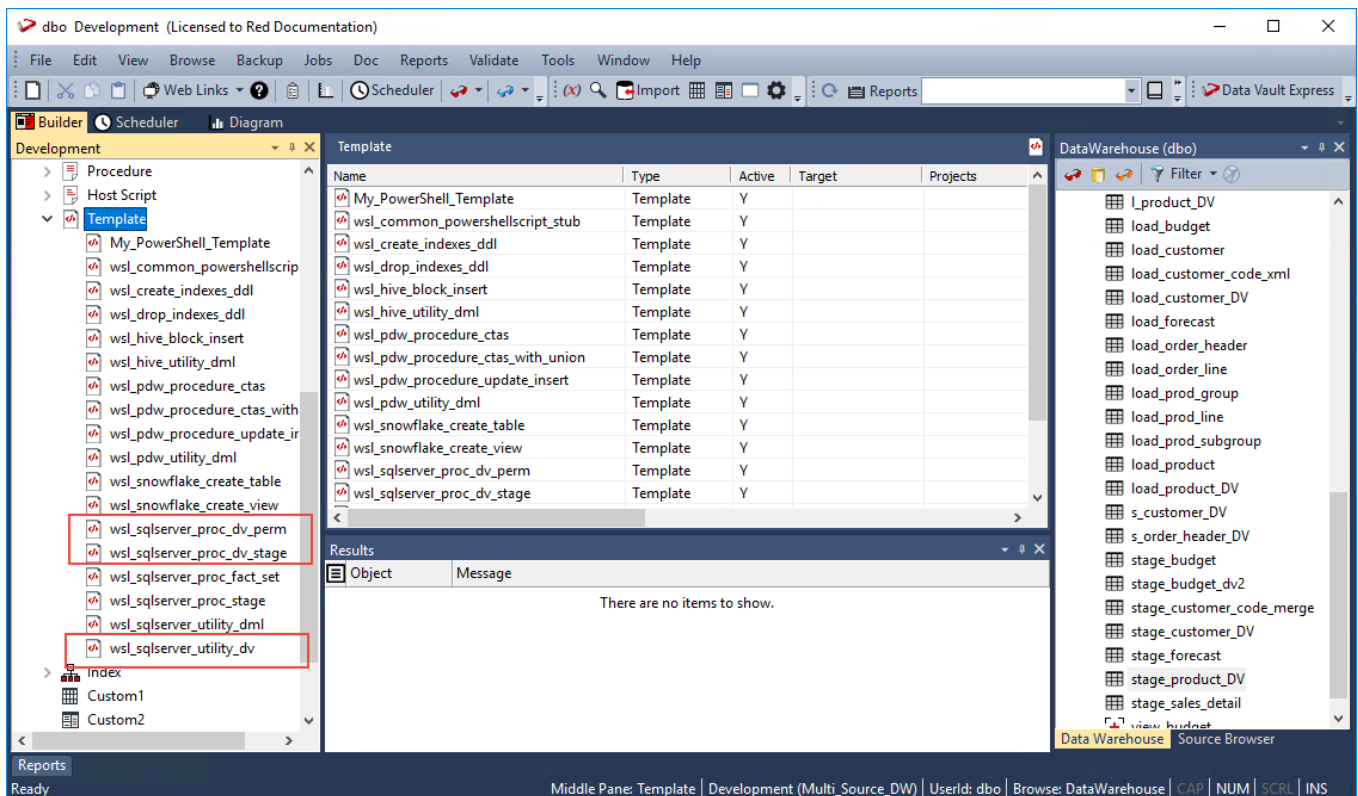 dbo Development (Licensed to Red Documentation)
File Edit View Browse Backup Jobs Doc Reports Validate Tools Window Help
Web Links Scheduler (x) Import Reports Data Vault Express
Builder Scheduler Diagram
Development
Procedure
Host Script
Template
My_PowerShell_Template
wsl_common_powershellscrip
wsl_create_indexes_ddl
wsl_drop_indexes_ddl
wsl_hive_block_insert
wsl_hive_utility_dml
wsl_pdw_procedure_ctas
wsl_pdw_procedure_ctas_with
wsl_pdw_procedure_update_ir
wsl_pdw_utility_dml
wsl_snowflake_create_table
wsl_snowflake_create_view
wsl_sqlserver_proc_dv_perm
wsl_sqlserver_proc_dv_stage
wsl_sqlserver_proc_fact_set
wsl_sqlserver_proc_stage
wsl_sqlserver_utility_dml
wsl_sqlserver_utility_dv
Index
Custom1
Custom2
Template
Name Type Active Target Projects
My_PowerShell_Template Template Y
wsl_common_powershellscript_stub Template Y
wsl_create_indexes_ddl Template Y
wsl_drop_indexes_ddl Template Y
wsl_hive_block_insert Template Y
wsl_hive_utility_dml Template Y
wsl_pdw_procedure_ctas Template Y
wsl_pdw_procedure_ctas_with_union Template Y
wsl_pdw_procedure_update_insert Template Y
wsl_pdw_utility_dml Template Y
wsl_snowflake_create_table Template Y
wsl_snowflake_create_view Template Y
wsl_sqlserver_proc_dv_perm Template Y
wsl_sqlserver_proc_dv_stage Template Y
Results
Object Message
There are no items to show.
DataWarehouse (dbo)
Filter
l_product_DV
load_budget
load_customer
load_customer_code_xml
load_customer_DV
load_forecast
load_order_header
load_order_line
load_prod_group
load_prod_line
load_prod_subgroup
load_product
load_product_DV
s_customer_DV
s_order_header_DV
stage_budget
stage_budget_dv2
stage_customer_code_merge
stage_customer_DV
stage_forecast
stage_product_DV
stage_sales_detail
view_budget
Data Warehouse Source Browser
Reports
Ready Middle Pane: Template Development (Multi_Source_DW) UserId: dbo Browse: DataWarehouse CAP NUM SCRL INS